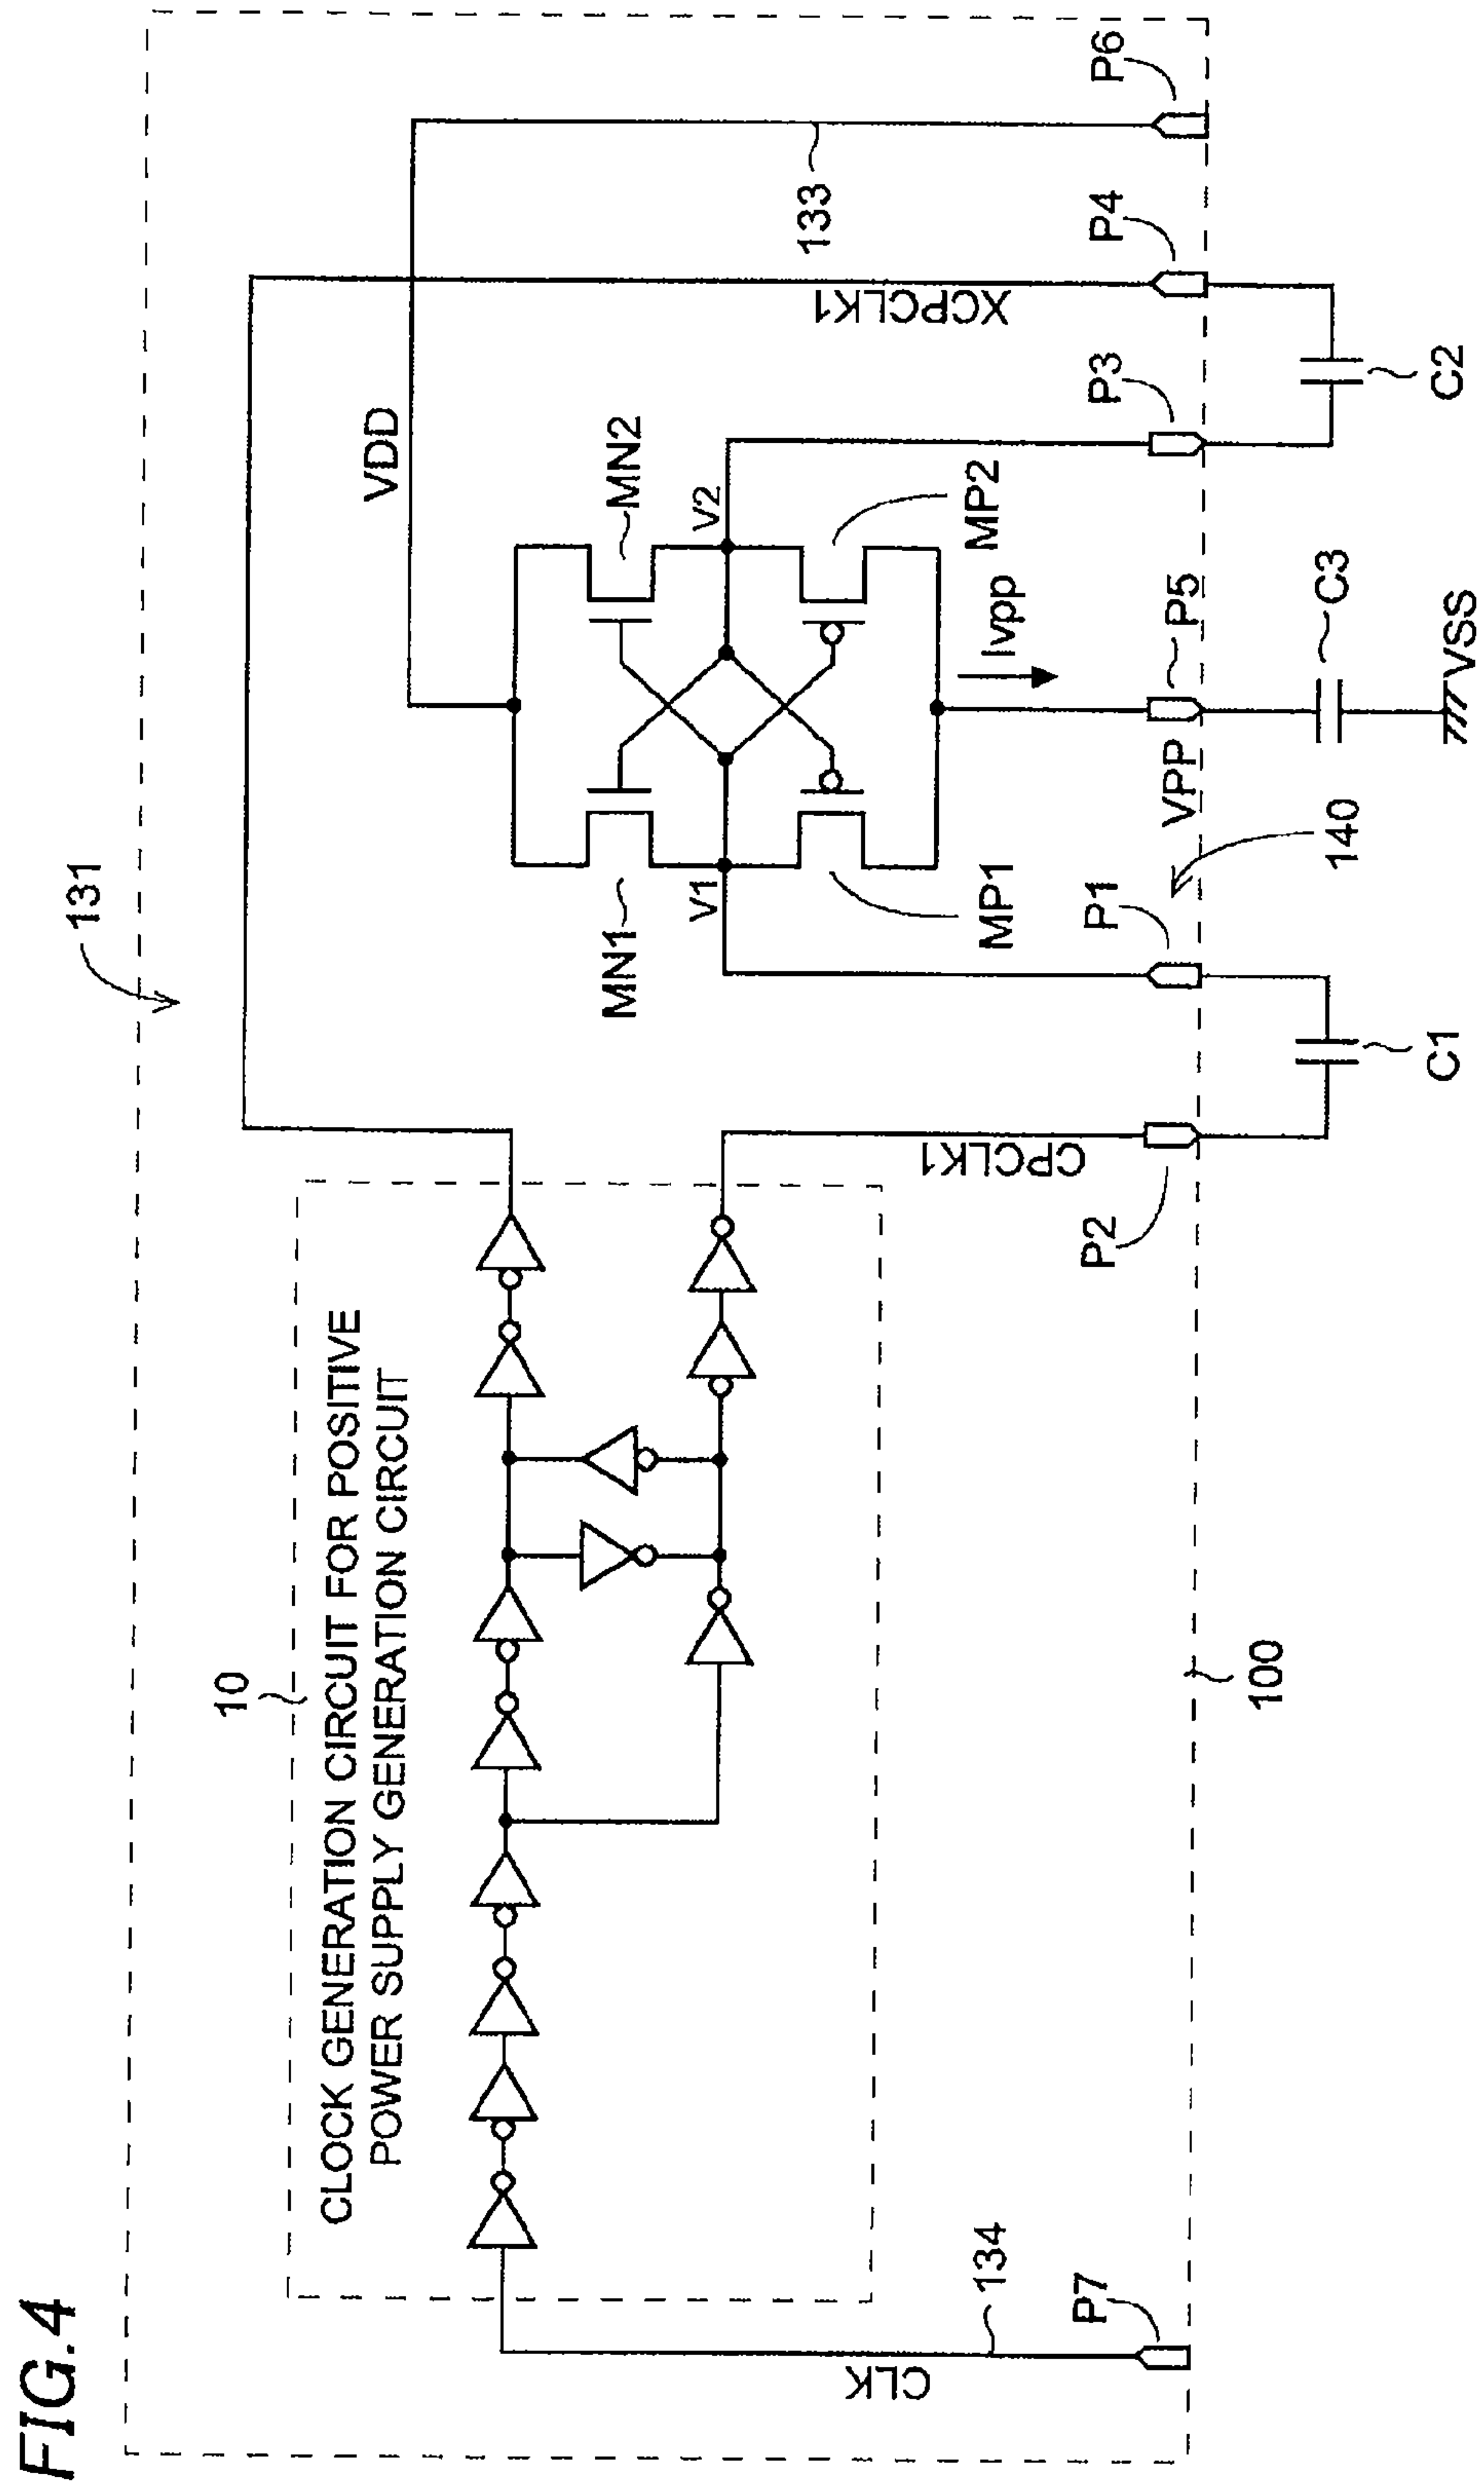 FIG.4
131
10
CLOCK GENERATION CIRCUIT FOR POSITIVE
POWER SUPPLY GENERATION CIRCUIT
VDD
MN1
MN2
V1
V2
MP1
MP2
Ivpp
133
134
CLK
CPCLK1
XCPCLK1
P7
P2
P1
VPP
P5
P3
P4
P6
140
100
C1
C3
C2
VSS